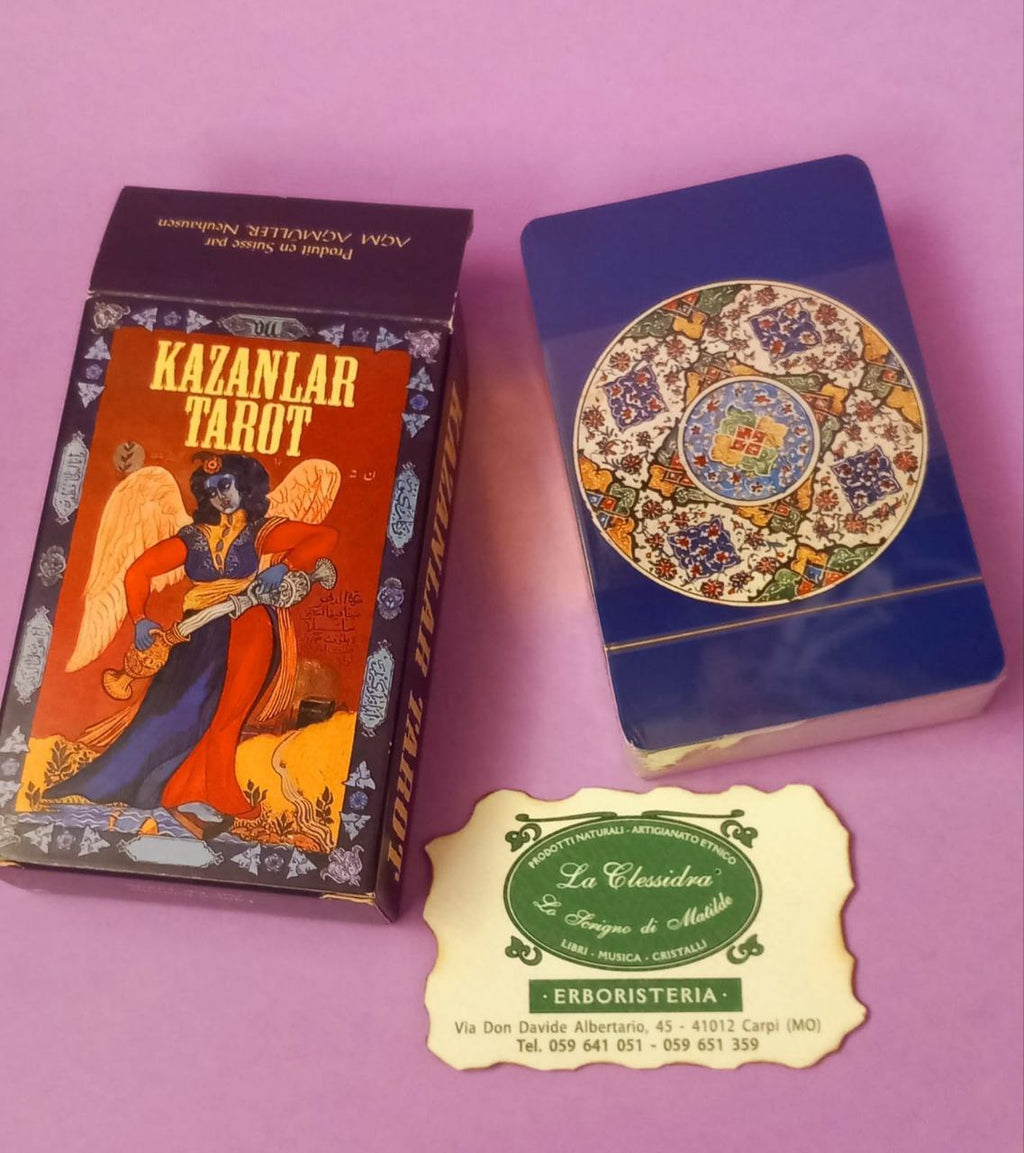 Produit en Suisse par
AGM AGMÜLLER, Neuhausen
VII
KAZANLAR
TAROT
KAZANLAR TAROT
PRODOTTI NATURALI - ARTIGIANATO ETNICO
La Clessidra
Lo Scrigno di Matilde
LIBRI - MUSICA - CRISTALLI
· ERBORISTERIA ·
Via Don Davide Albertario, 45 - 41012 Carpi (MO)
Tel. 059 641 051 - 059 651 359